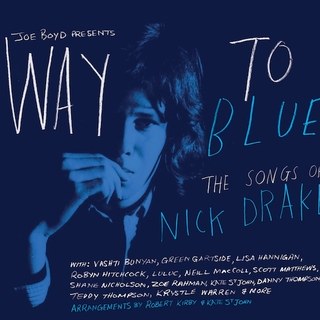 JOE BOYD PRESENTS
WAY TO
BLUE
THE SONGS OF
NICK DRAKE
WITH: VASHTI BUNYAN, GREEN GARTSIDE, LISA HANNIGAN,
ROBYN HITCHCOCK, LULUC, NEILL MACCOLL, SCOTT MATTHEWS,
SHANE NICHOLSON, ZOE RAHMAN, KATE ST JOHN, DANNY THOMPSON,
TEDDY THOMPSON, KRYSTLE WARREN & MORE
ARRANGEMENTS BY ROBERT KIRBY & KATE ST JOHN